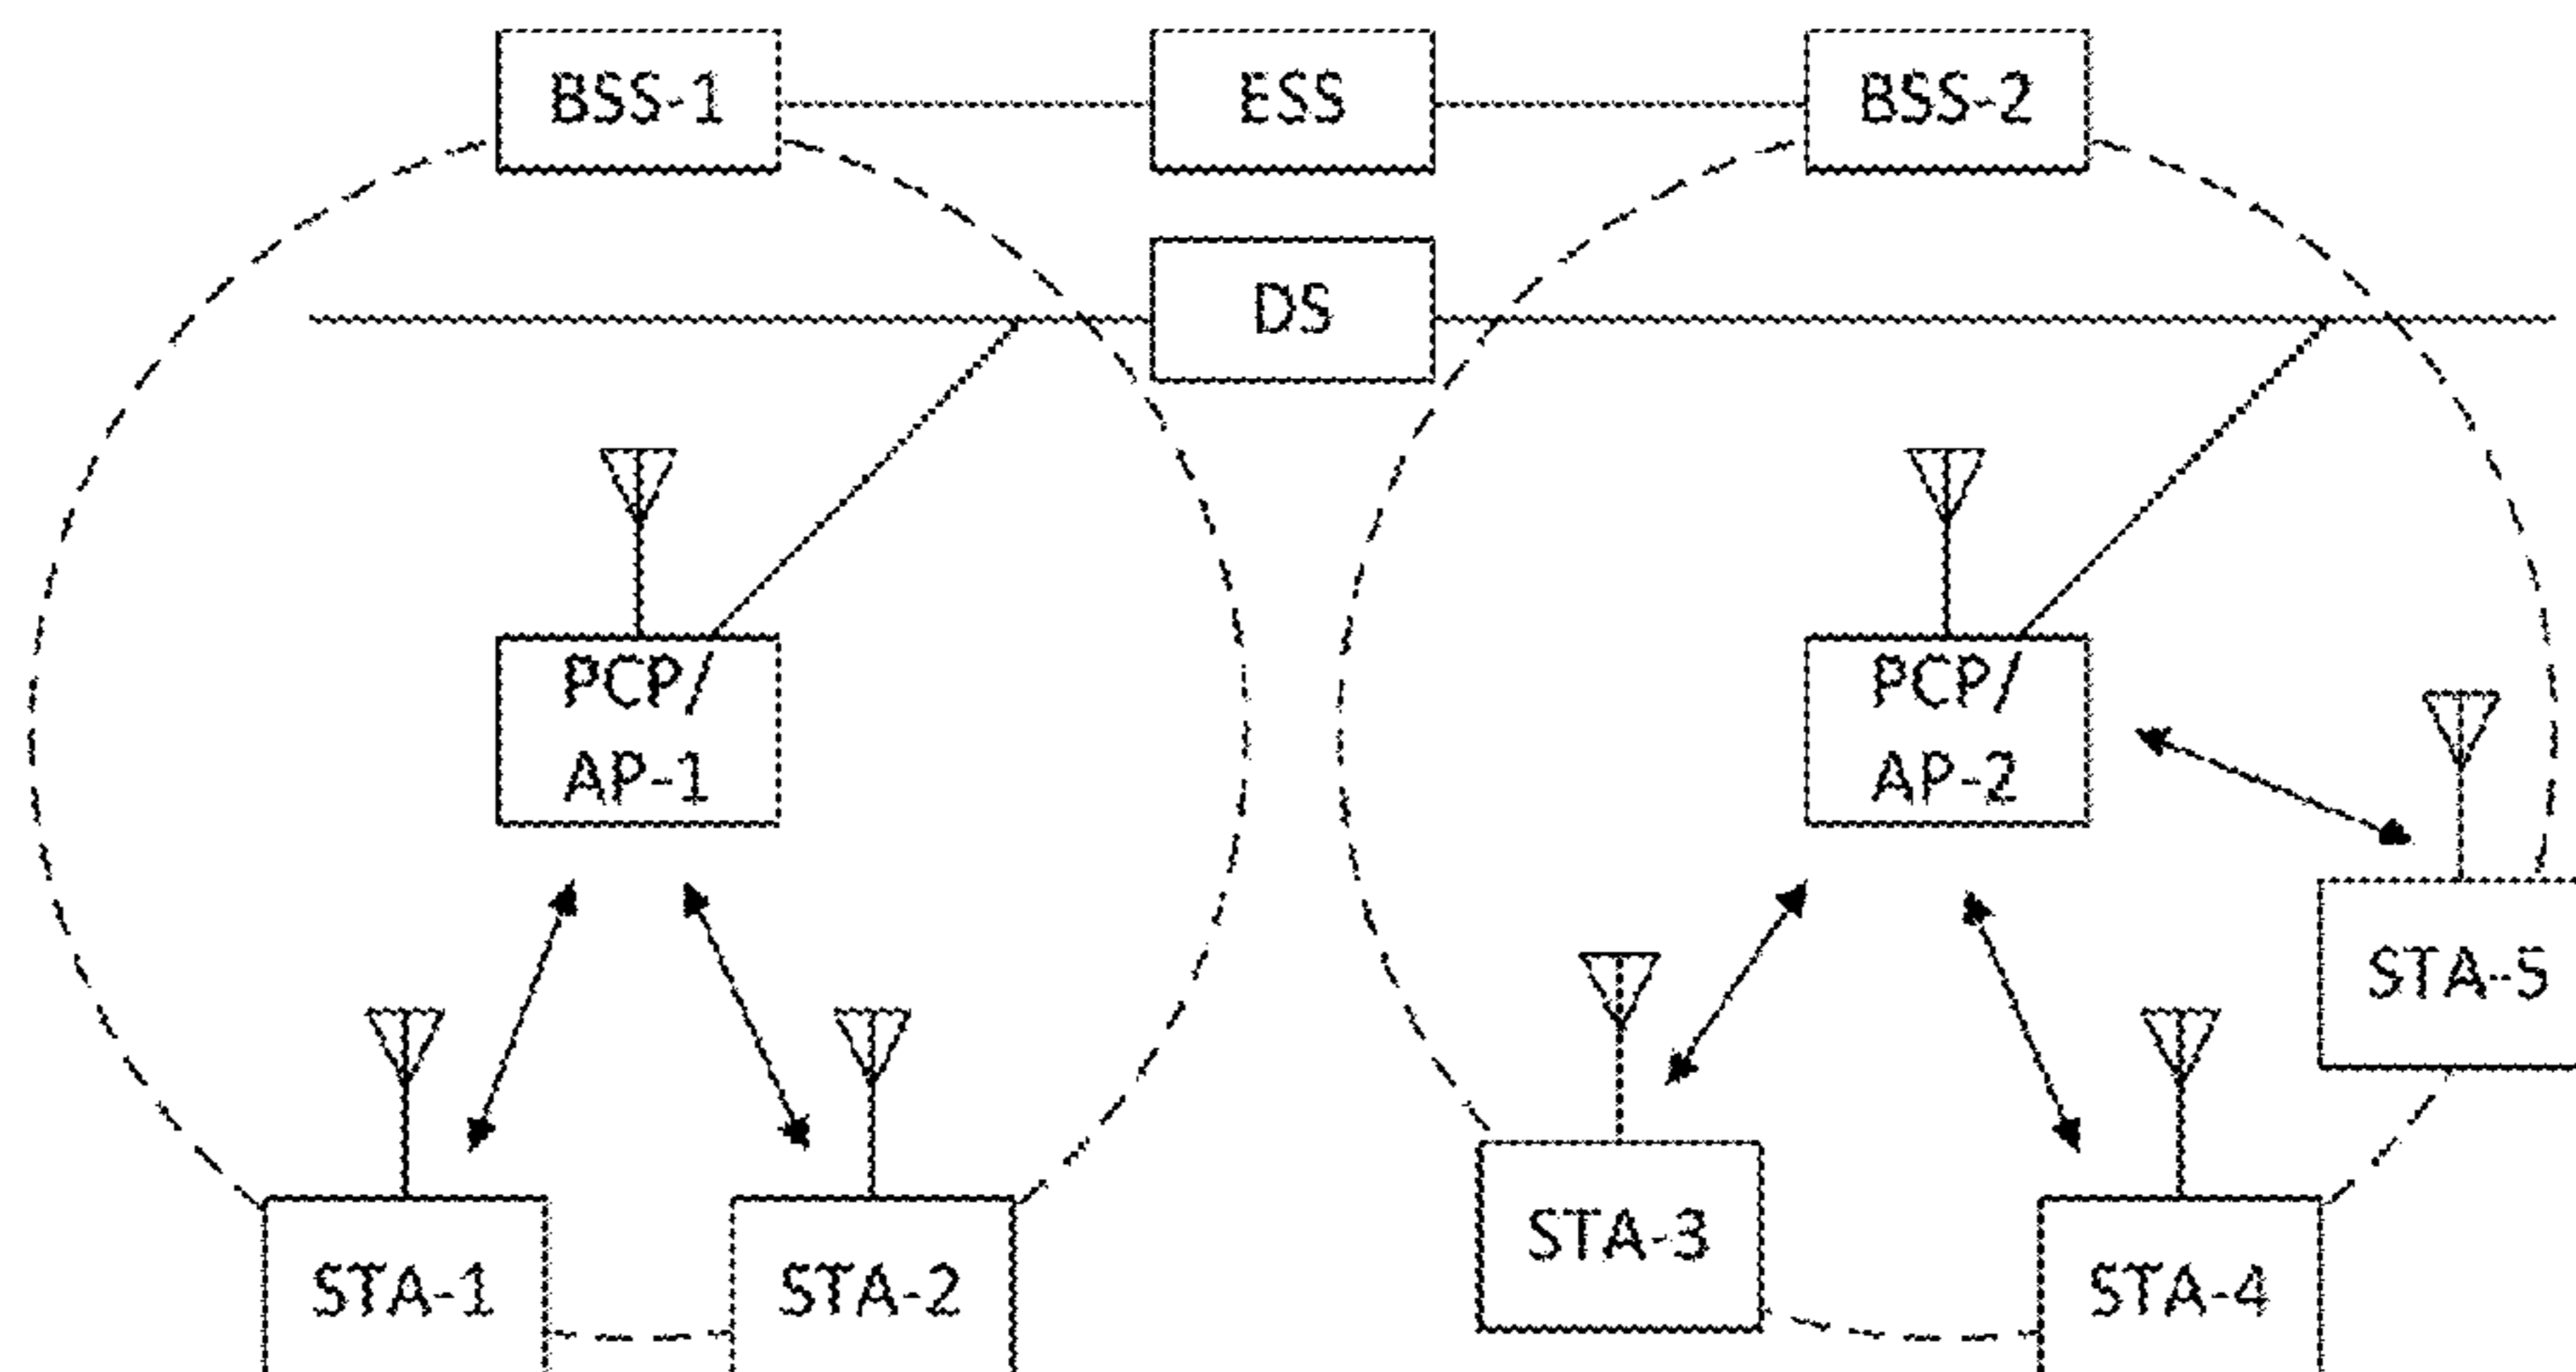 BSS-1
ESS
BSS-2
DS
PCP/
AP-1
PCP/
AP-2
STA-5
STA-3
STA-1
STA-2
STA-4